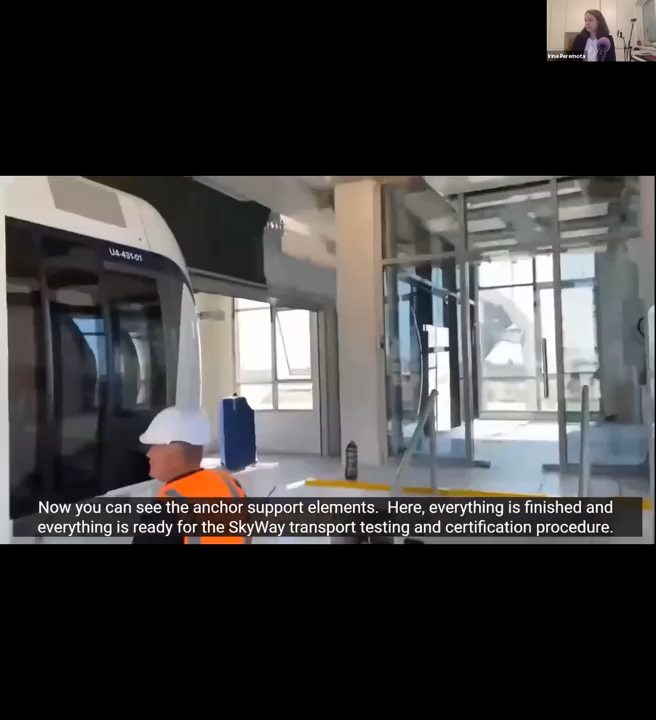 Irina Peremota
U4-431-01
Now you can see the anchor support elements. Here, everything is finished and
everything is ready for the SkyWay transport testing and certification procedure.